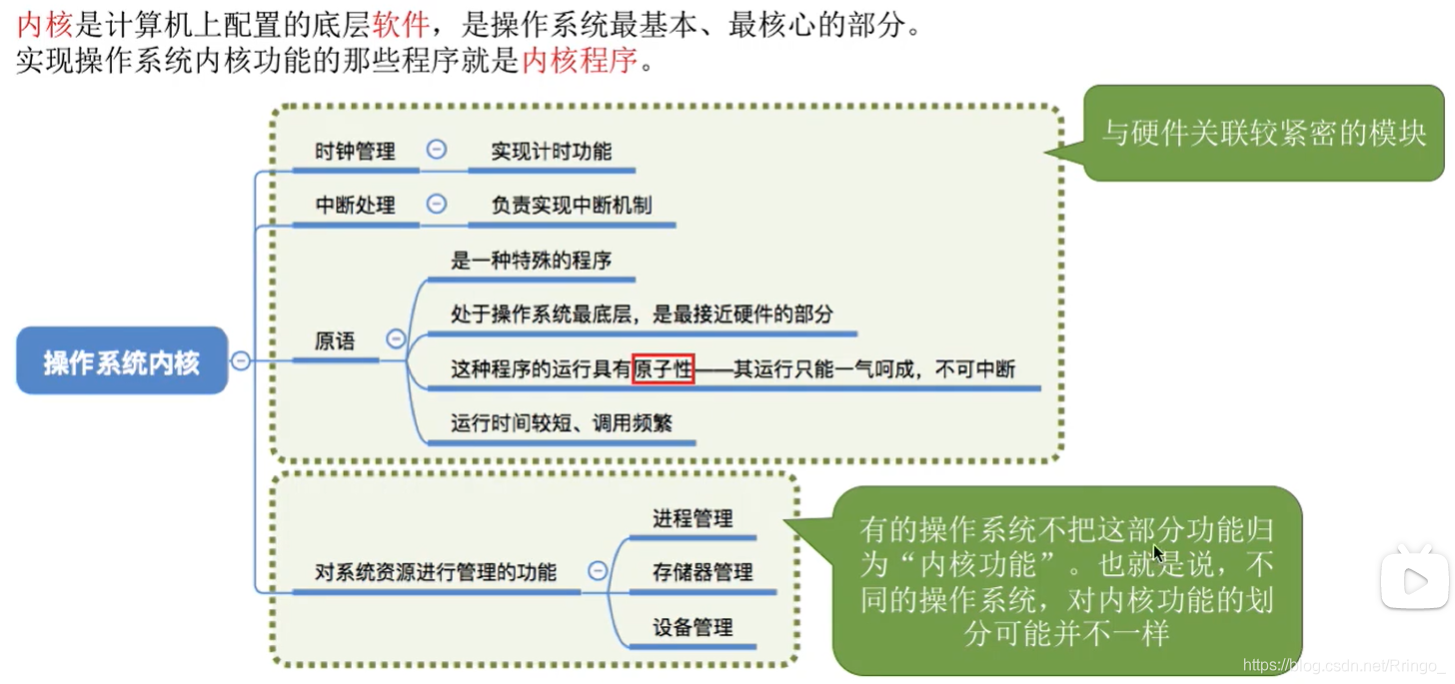 内核是计算机上配置的底层软件，是操作系统最基本、最核心的部分。
实现操作系统内核功能的那些程序就是内核程序。
与硬件关联较紧密的模块
时钟管理
实现计时功能
中断处理
负责实现中断机制
是一种特殊的程序
处于操作系统最底层，是最接近硬件的部分
原语
这种程序的运行具有原子性——其运行只能一气呵成，不可中断
运行时间较短、调用频繁
操作系统内核
对系统资源进行管理的功能
进程管理
存储器管理
设备管理
有的操作系统不把这部分功能归
为“内核功能”。也就是说，不
同的操作系统，对内核功能的划
分可能并不一样
https://blog.csdn.net/Rringo_